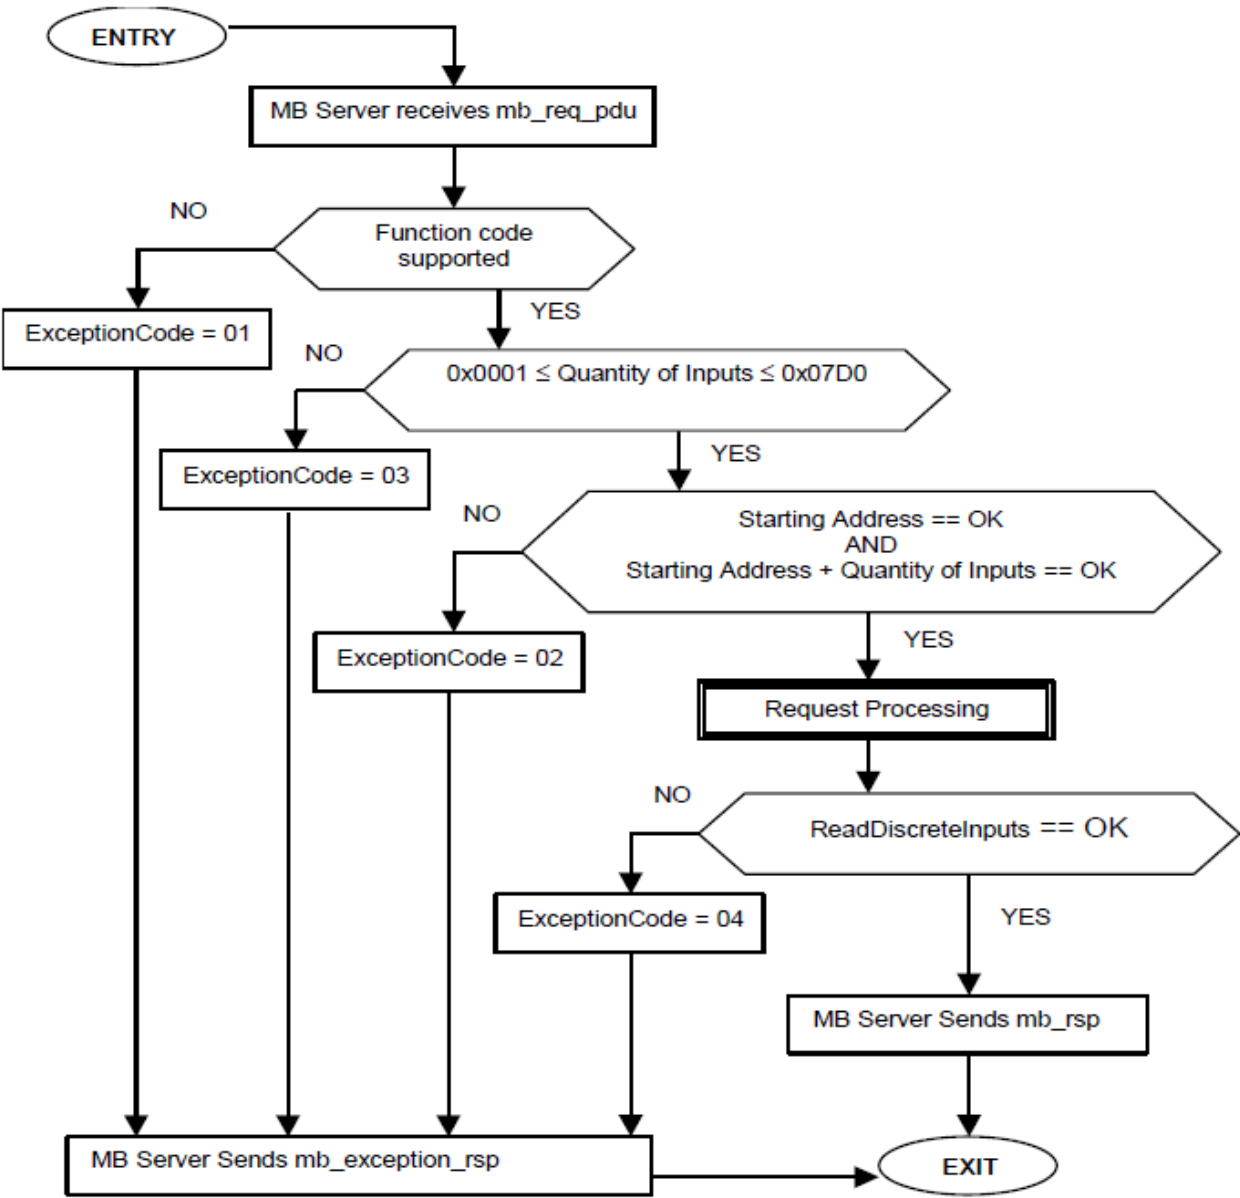 ENTRY
MB Server receives mb_req_pdu
NO
Function code
supported
YES
ExceptionCode = 01
NO
0x0001 ≤ Quantity of Inputs ≤ 0x07D0
YES
ExceptionCode = 03
NO
Starting Address == OK
AND
Starting Address + Quantity of Inputs == OK
YES
ExceptionCode = 02
Request Processing
NO
ReadDiscreteInputs == OK
YES
ExceptionCode = 04
MB Server Sends mb_rsp
MB Server Sends mb_exception_rsp
EXIT